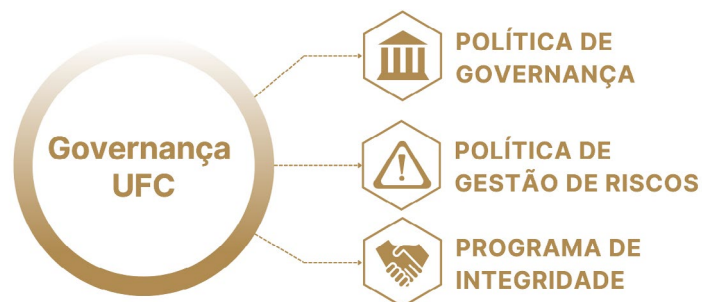 Governança
UFC
POLÍTICA DE
GOVERNANÇA
POLÍTICA DE
GESTÃO DE RISCOS
PROGRAMA DE
INTEGRIDADE